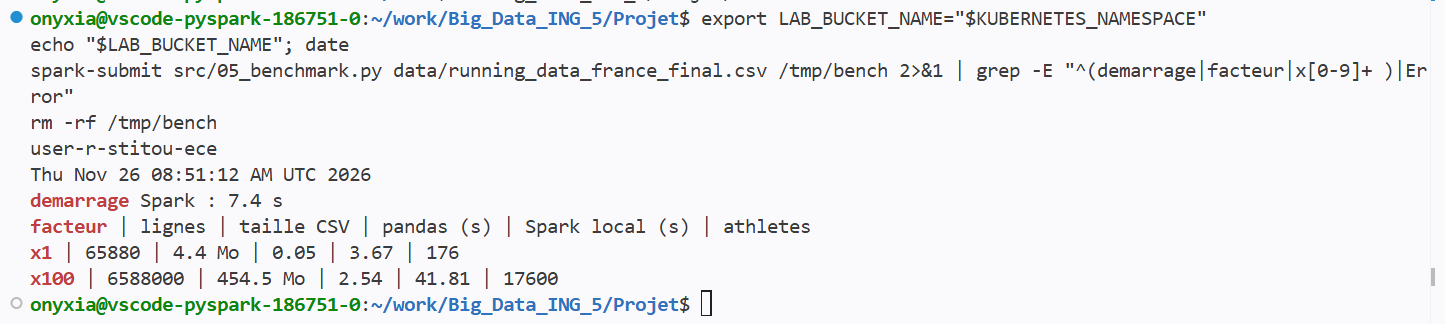 onyxia@vscode-pyspark-186751-0:~/work/Big_Data_ING_5/Projet$ export LAB_BUCKET_NAME="$KUBERNETES_NAMESPACE"
echo "$LAB_BUCKET_NAME"; date
spark-submit src/05_benchmark.py data/running_data_france_final.csv /tmp/bench 2>&1 | grep -E "^(demarrage|facteur|x[0-9]+ )|Er
ror"
rm -rf /tmp/bench
user-r-stitou-ece
Thu Nov 26 08:51:12 AM UTC 2026
demarrage Spark : 7.4 s
facteur | lignes | taille CSV | pandas (s) | Spark local (s) | athletes
x1 | 65880 | 4.4 Mo | 0.05 | 3.67 | 176
x100 | 6588000 | 454.5 Mo | 2.54 | 41.81 | 17600
onyxia@vscode-pyspark-186751-0:~/work/Big_Data_ING_5/Projet$